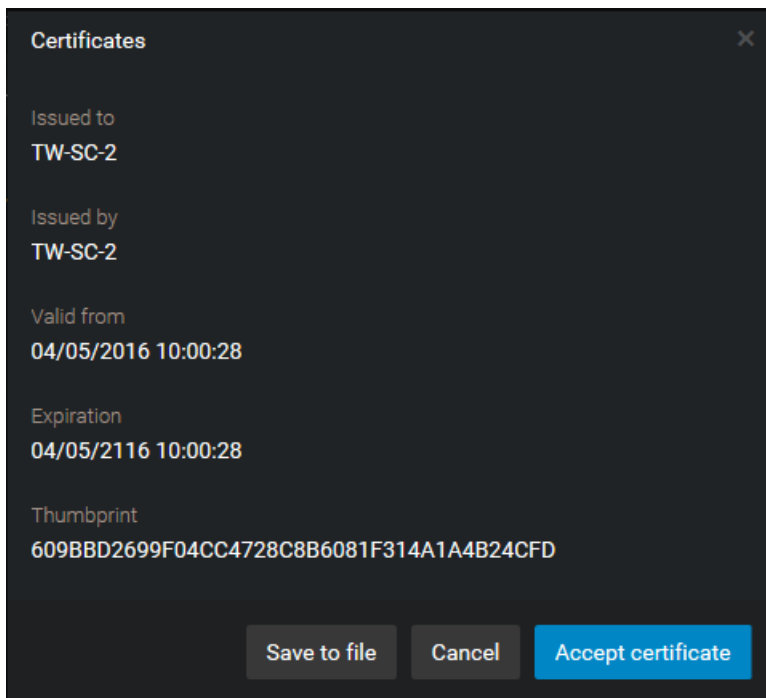 Certificates
Issued to
TW-SC-2
Issued by
TW-SC-2
Valid from
04/05/2016 10:00:28
Expiration
04/05/2116 10:00:28
Thumbprint
609BBD2699F04CC4728C8B6081F314A1A4B24CFD
Save to file Cancel Accept certificate